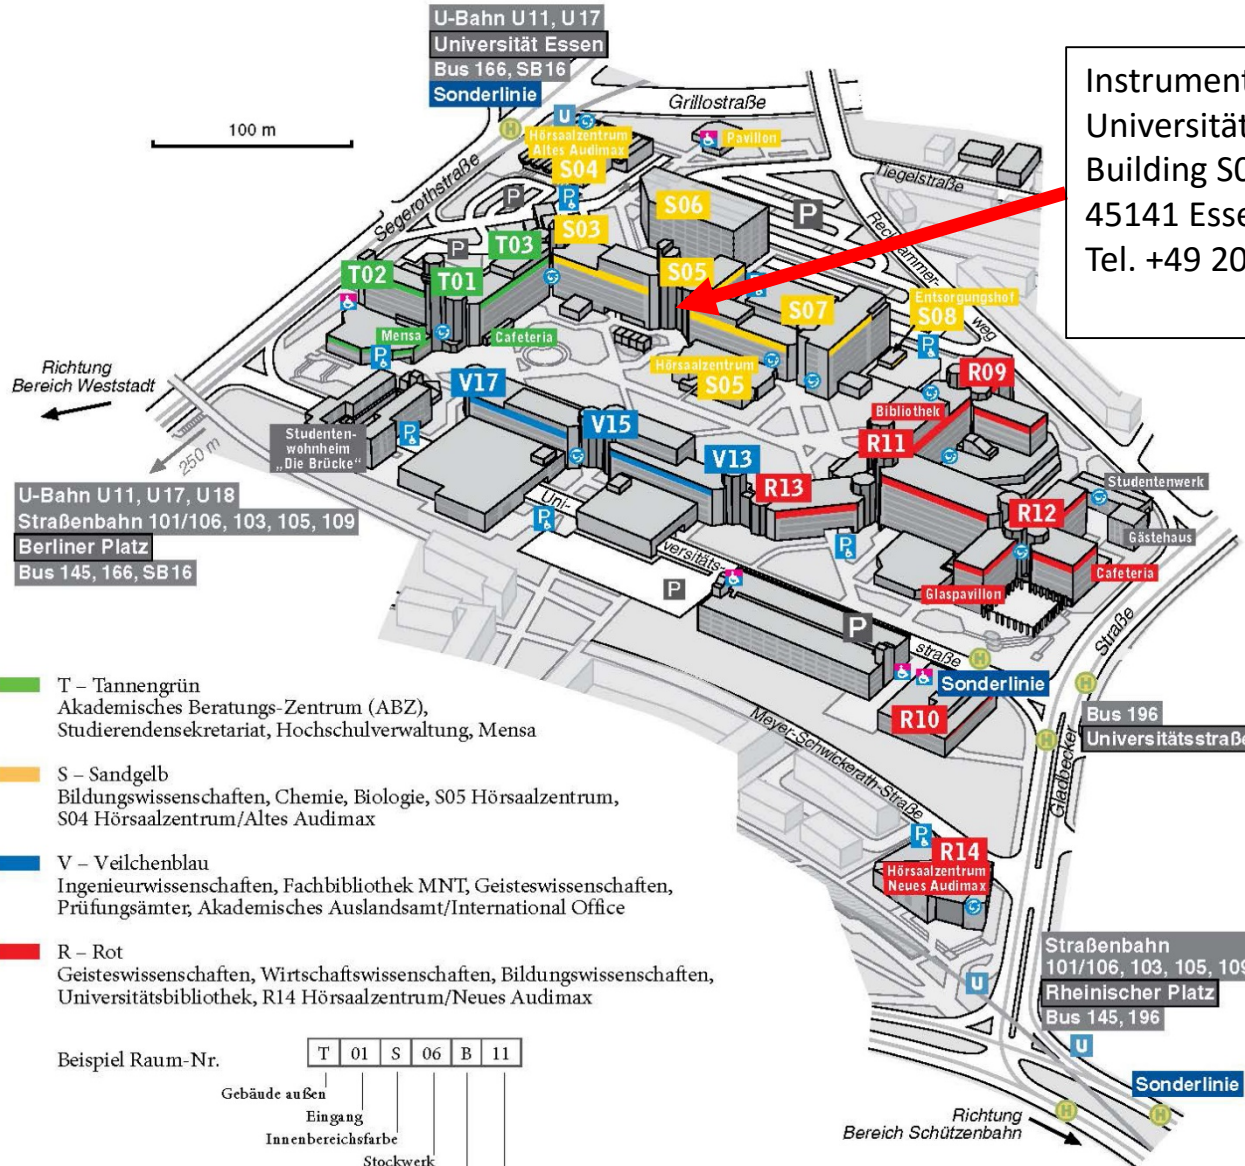 U-Bahn U11, U17
Universität Essen
Bus 166, SB16
Sonderlinie
H
U
100 m
Grillostraße
Instrument
Universität
Building S0
45141 Esse
Tel. +49 20
Hörsaalzentrum
Altes Audimax
S04
Pavillon
Segerothstraße
Tiegelstraße
Reckhammer-
weg
P
P
P
P
S06
S03
T03
T02
T01
S05
S07
Entsorgungshof
S08
P
P
Mensa
Cafeteria
P
Hörsaalzentrum
S05
R09
Richtung
Bereich Weststadt
V17
Bibliothek
V15
R11
Studenten-
wohnheim
„Die Brücke“
P
250 m
V13
R13
Studentenwerk
R12
Gästehaus
U-Bahn U11, U17, U18
Straßenbahn 101/106, 103, 105, 109
Berliner Platz
Bus 145, 166, SB16
Uni-
versitäts-
straße
P
P
Cafeteria
Glaspavillon
P
P
H
Sonderlinie
Straße
H
R10
Bus 196
Universitätsstraße
H
Gladbecker
Meyer-Schwickerath-Straße
T – Tannengrün
Akademisches Beratungs-Zentrum (ABZ),
Studierendensekretariat, Hochschulverwaltung, Mensa
S – Sandgelb
Bildungswissenschaften, Chemie, Biologie, S05 Hörsaalzentrum,
S04 Hörsaalzentrum/Altes Audimax
V – Veilchenblau
Ingenieurwissenschaften, Fachbibliothek MNT, Geisteswissenschaften,
Prüfungsämter, Akademisches Auslandsamt/International Office
R – Rot
Geisteswissenschaften, Wirtschaftswissenschaften, Bildungswissenschaften,
Universitätsbibliothek, R14 Hörsaalzentrum/Neues Audimax
P
R14
Hörsaalzentrum
Neues Audimax
Straßenbahn
101/106, 103, 105, 109
Rheinischer Platz
Bus 145, 196
U
U
Sonderlinie
H
H
Richtung
Bereich Schützenbahn
Beispiel Raum-Nr.
T 01 S 06 B 11
Gebäude außen
Eingang
Innenbereichsfarbe
Stockwerk